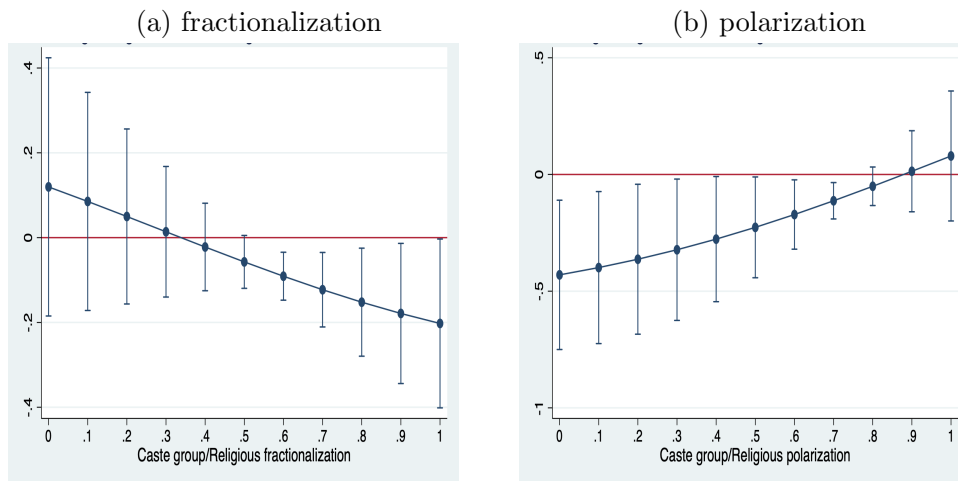 (a) fractionalization
(b) polarization
.4
.2
0
-.2
-.4
0 .1 .2 .3 .4 .5 .6 .7 .8 .9 1
Caste group/Religious fractionalization
.5
0
-.5
-1
0 .1 .2 .3 .4 .5 .6 .7 .8 .9 1
Caste group/Religious polarization